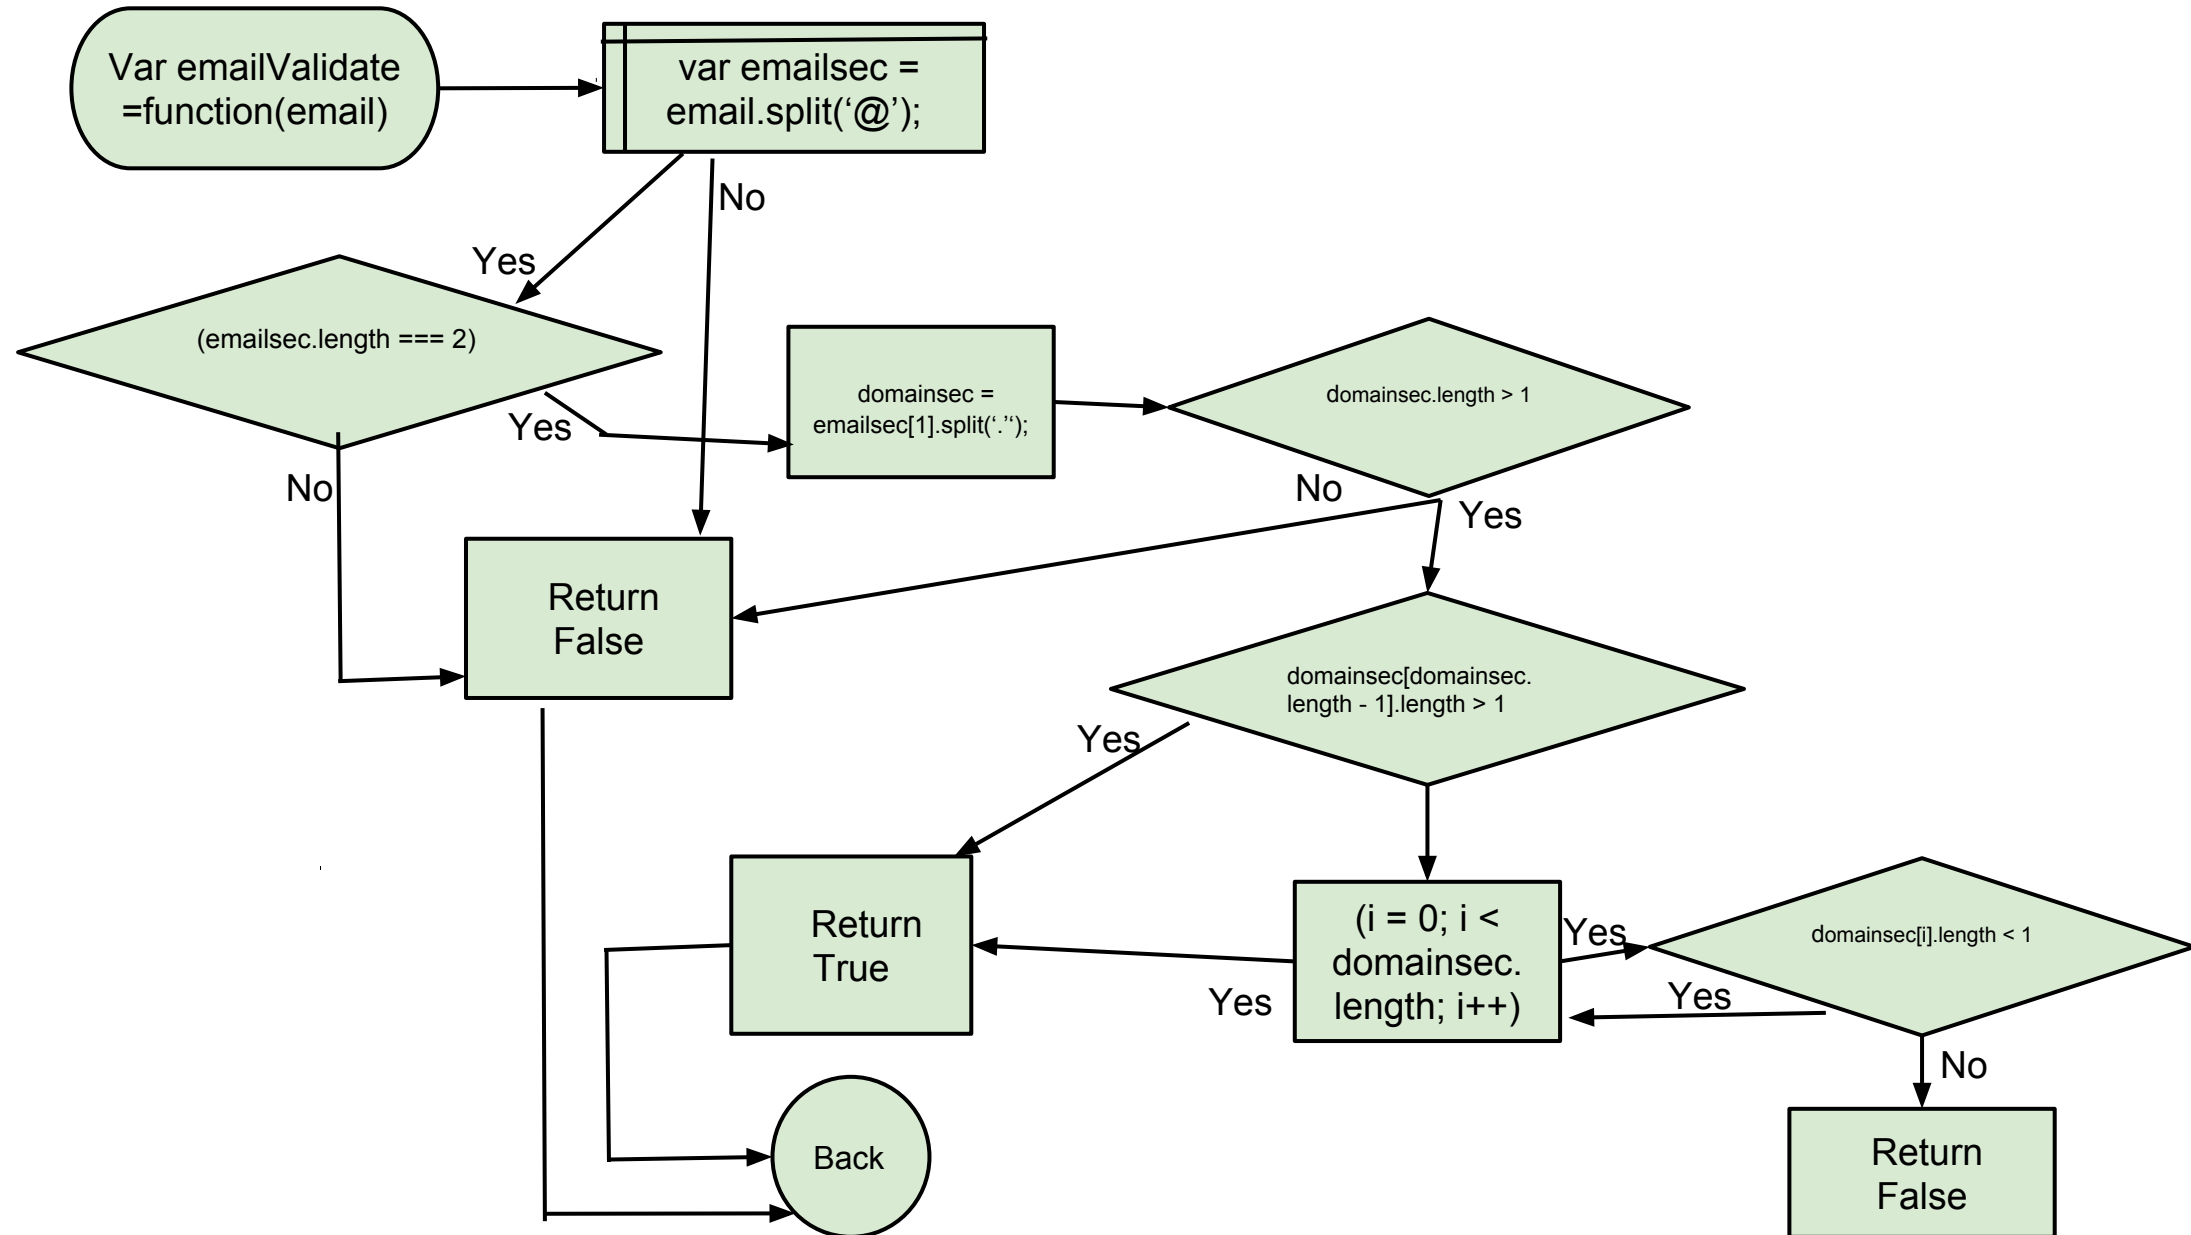 Var emailValidate
=function(email)
var emailsec =
email.split(‘@’);
No
Yes
(emailsec.length === 2)
Yes
No
domainsec =
emailsec[1].split(‘.’‘);
domainsec.length > 1
No
Yes
Return
False
domainsec[domainsec.
length - 1].length > 1
Yes
Return
True
(i = 0; i <
domainsec.
length; i++)
Yes
Yes
domainsec[i].length < 1
Yes
No
Back
Return
False